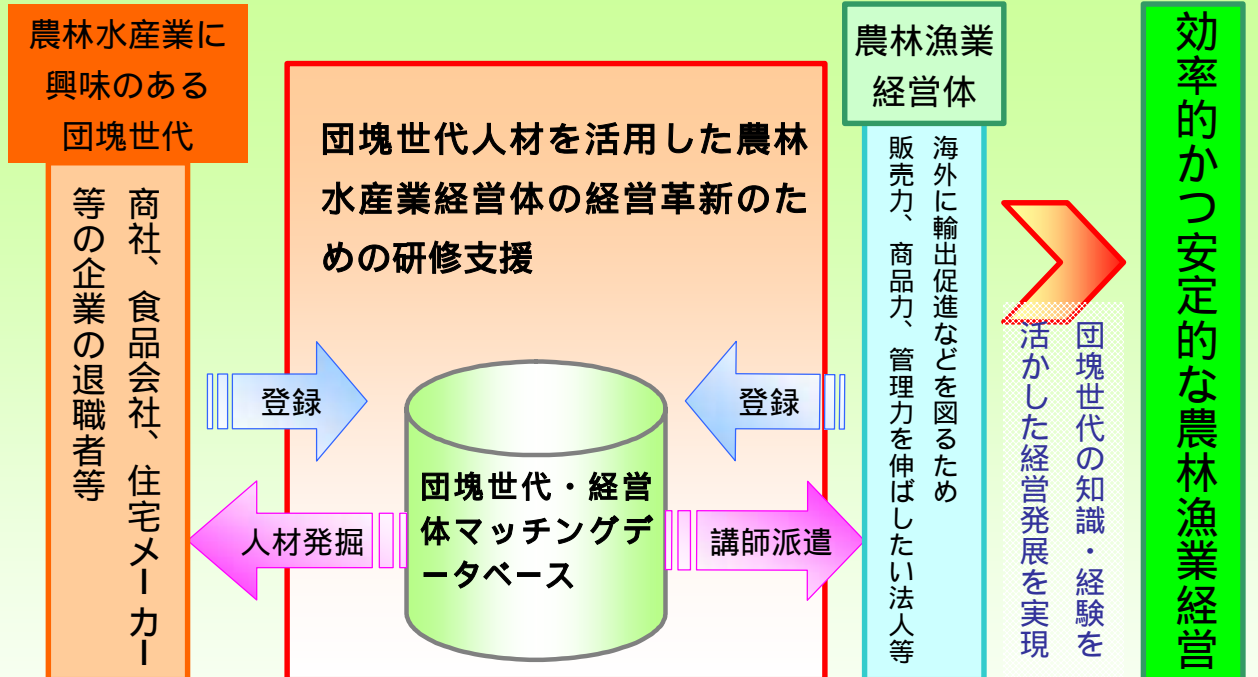 農林水産業に
興味のある
団塊世代
商社、食品会社、住宅メーカー
等の企業の退職者等
団塊世代人材を活用した農林
水産業経営体の経営革新のた
めの研修支援
登録
登録
人材発掘
団塊世代・経営
体マッチングデ
ータベース
講師派遣
農林漁業
経営体
海外に輸出促進などを図るため
販売力、商品力、管理力を伸ばしたい法人等
団塊世代の知識・経験を
活かした経営発展を実現
効率的かつ安定的な農林漁業経営